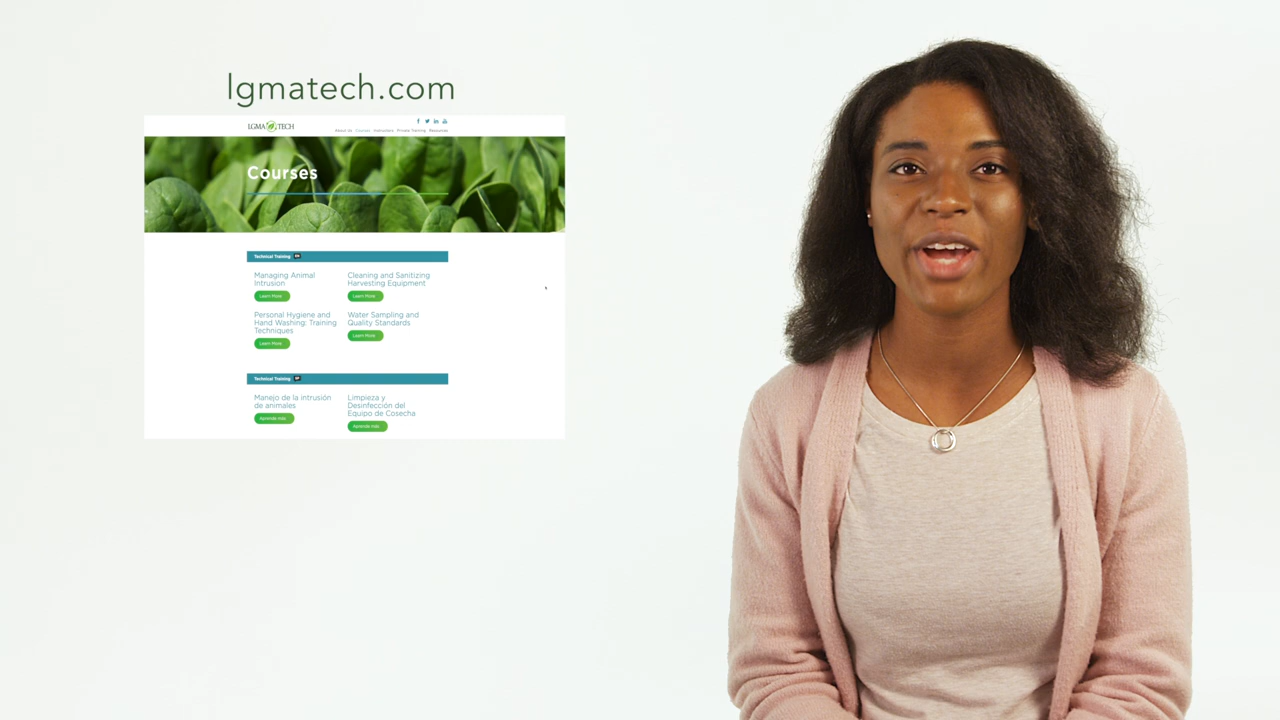 lgmatech.com
LGMA TECH
About Us Courses Instructors Private Training Resources
Courses
Technical Training EN
Managing Animal
Intrusion
Learn More
Cleaning and Sanitizing
Harvesting Equipment
Learn More
Personal Hygiene and
Hand Washing: Training
Techniques
Learn More
Water Sampling and
Quality Standards
Learn More
Technical Training SP
Manejo de la intrusión
de animales
Aprende más
Limpieza y
Desinfección del
Equipo de Cosecha
Aprende más